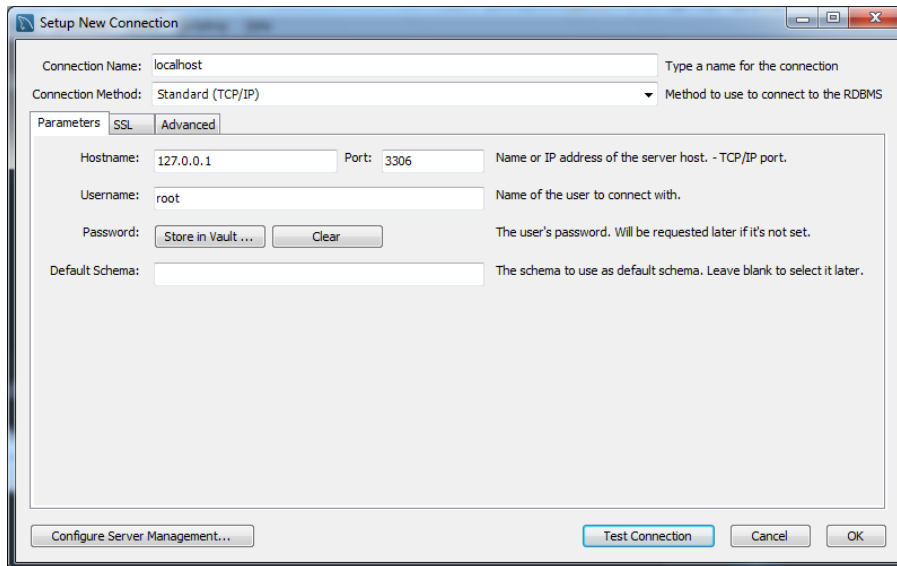 Setup New Connection
Connection Name: localhost Type a name for the connection
Connection Method: Standard (TCP/IP) Method to use to connect to the RDBMS
Parameters SSL Advanced
Hostname: 127.0.0.1 Port: 3306 Name or IP address of the server host. - TCP/IP port.
Username: root Name of the user to connect with.
Password: Store in Vault ... Clear The user's password. Will be requested later if it's not set.
Default Schema: The schema to use as default schema. Leave blank to select it later.
Configure Server Management... Test Connection Cancel OK